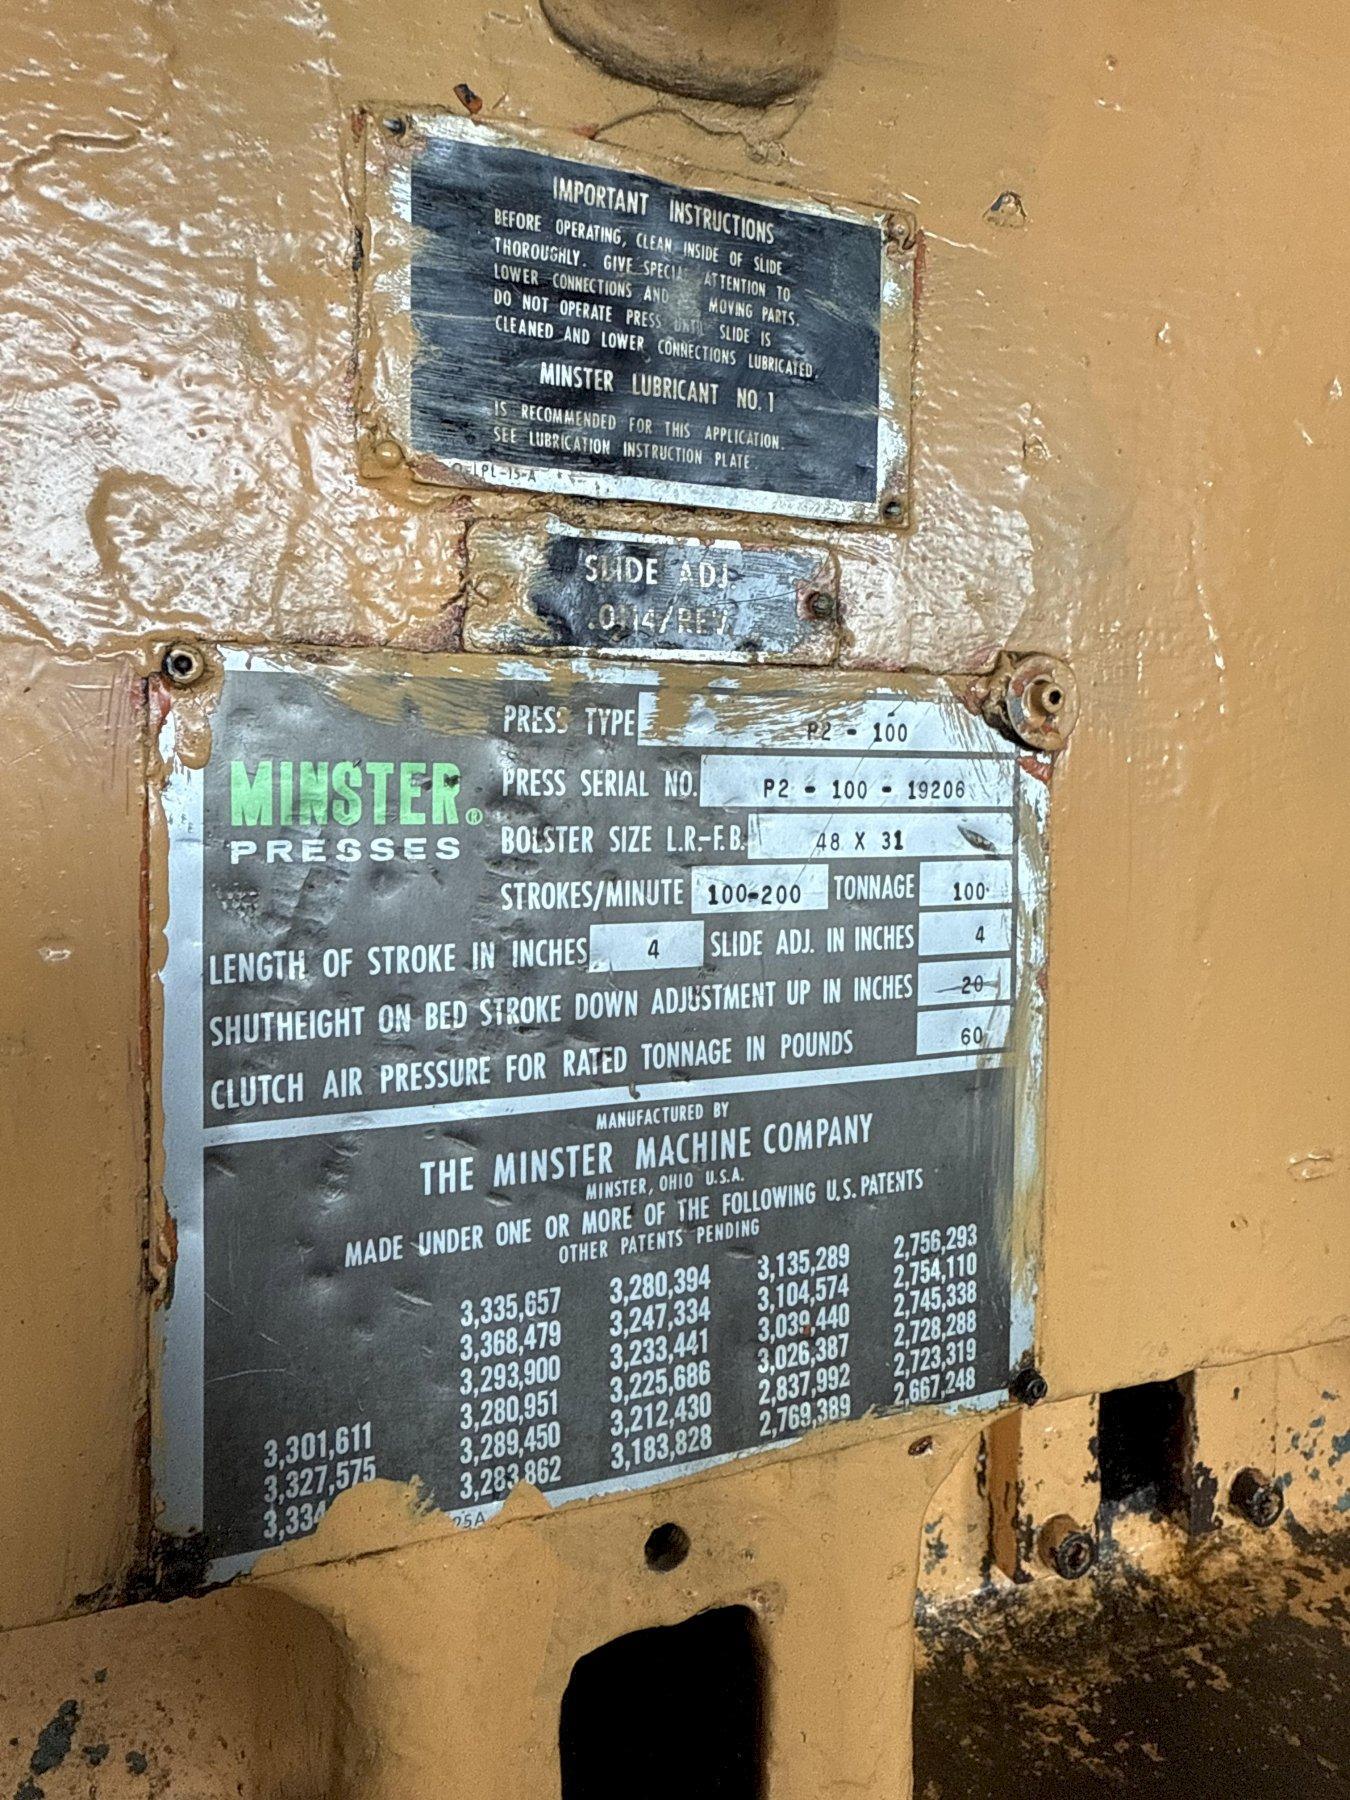 IMPORTANT INSTRUCTIONS
BEFORE OPERATING, CLEAN INSIDE OF SLIDE
THOROUGHLY. GIVE SPECIAL ATTENTION TO
LOWER CONNECTIONS AND MOVING PARTS.
DO NOT OPERATE PRESS UNTIL SLIDE IS
CLEANED AND LOWER CONNECTIONS LUBRICATED.
MINSTER LUBRICANT NO. 1
IS RECOMMENDED FOR THIS APPLICATION.
SEE LUBRICATION INSTRUCTION PLATE.
LPL-15-A
SLIDE ADJ
/REV.
PRESS TYPE P2 - 100
MINSTER®
PRESSES
PRESS SERIAL NO. P2 - 100 - 19206
BOLSTER SIZE L.R.-F.B. 48 X 31
STROKES/MINUTE 100-200 TONNAGE 100
LENGTH OF STROKE IN INCHES 4 SLIDE ADJ. IN INCHES 4
SHUTHEIGHT ON BED STROKE DOWN ADJUSTMENT UP IN INCHES 20
CLUTCH AIR PRESSURE FOR RATED TONNAGE IN POUNDS 60
MANUFACTURED BY
THE MINSTER MACHINE COMPANY
MINSTER, OHIO U.S.A.
MADE UNDER ONE OR MORE OF THE FOLLOWING U.S. PATENTS
OTHER PATENTS PENDING
3,335,657 3,280,394 3,135,289 2,756,293
3,368,479 3,247,334 3,104,574 2,754,110
3,293,900 3,233,441 3,039,440 2,745,338
3,280,951 3,225,686 3,026,387 2,728,288
3,301,611 3,289,450 3,212,430 2,837,992 2,723,319
3,327,575 3,283,862 3,183,828 2,769,389 2,667,248
3,334
25A